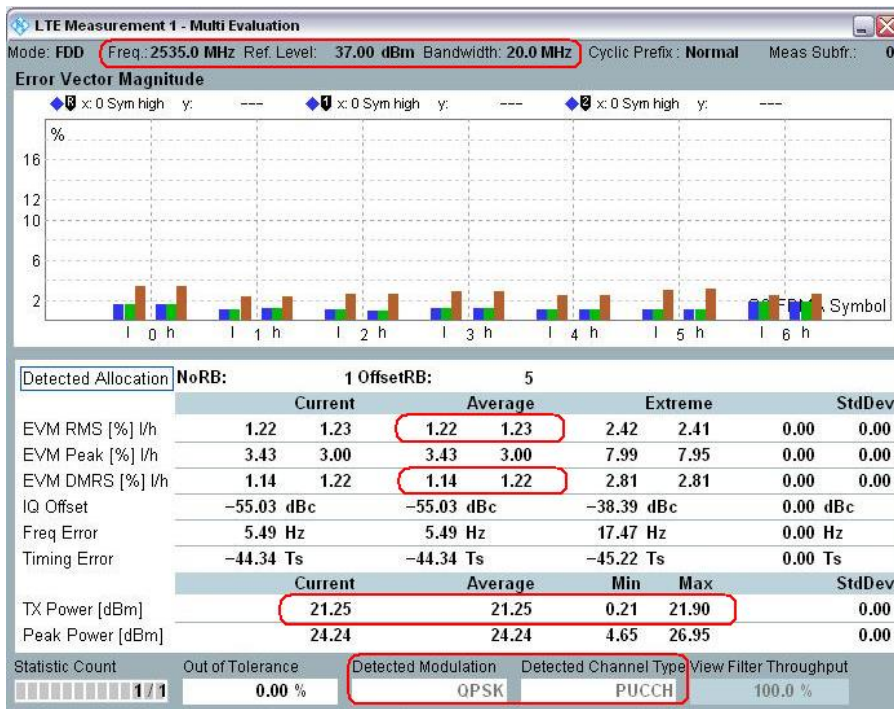 LTE Measurement 1 - Multi Evaluation
Mode: FDD Freq.: 2535.0 MHz Ref. Level: 37.00 dBm Bandwidth: 20.0 MHz Cyclic Prefix : Normal Meas Subfr.: 0
Error Vector Magnitude
R x: 0 Sym high y: --- 1 x: 0 Sym high y: --- 2 x: 0 Sym high y: ---
%
16
12
10
6
2
Symbol
l 0 h l 1 h l 2 h l 3 h l 4 h l 5 h l 6 h
Detected Allocation NoRB: 1 OffsetRB: 5
Current Average Extreme StdDev
EVM RMS [%] l/h 1.22 1.23 1.22 1.23 2.42 2.41 0.00 0.00
EVM Peak [%] l/h 3.43 3.00 3.43 3.00 7.99 7.95 0.00 0.00
EVM DMRS [%] l/h 1.14 1.22 1.14 1.22 2.81 2.81 0.00 0.00
IQ Offset −55.03 dBc −55.03 dBc −38.39 dBc 0.00 dBc
Freq Error 5.49 Hz 5.49 Hz 17.47 Hz 0.00 Hz
Timing Error −44.34 Ts −44.34 Ts −45.22 Ts 0.00 Ts
Current Average Min Max StdDev
TX Power [dBm] 21.25 21.25 0.21 21.90 0.00
Peak Power [dBm] 24.24 24.24 4.65 26.95 0.00
Statistic Count Out of Tolerance Detected Modulation Detected Channel Type View Filter Throughput
1 / 1 0.00 % QPSK PUCCH 100.0 %